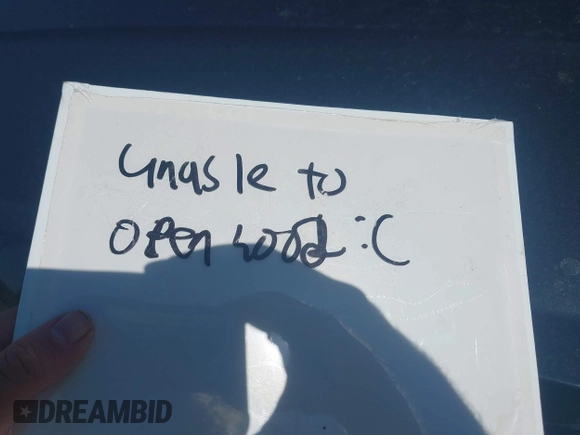 unable to
open hood :(
DREAMBID